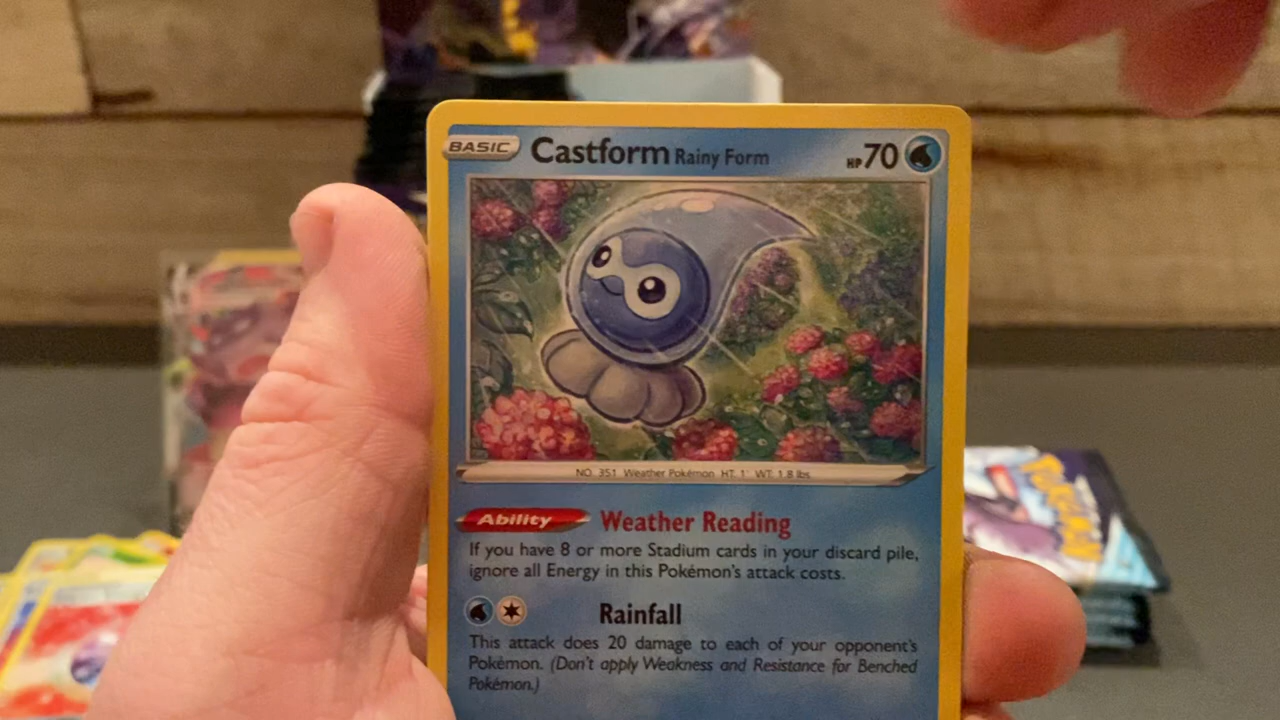 BASIC Castform Rainy Form HP 70
NO. 351 Weather Pokémon HT: 1' WT: 1.8 lbs.
Ability Weather Reading
If you have 8 or more Stadium cards in your discard pile,
ignore all Energy in this Pokémon's attack costs.
Rainfall
This attack does 20 damage to each of your opponent's
Pokémon. (Don't apply Weakness and Resistance for Benched
Pokémon.)
POKÉMON